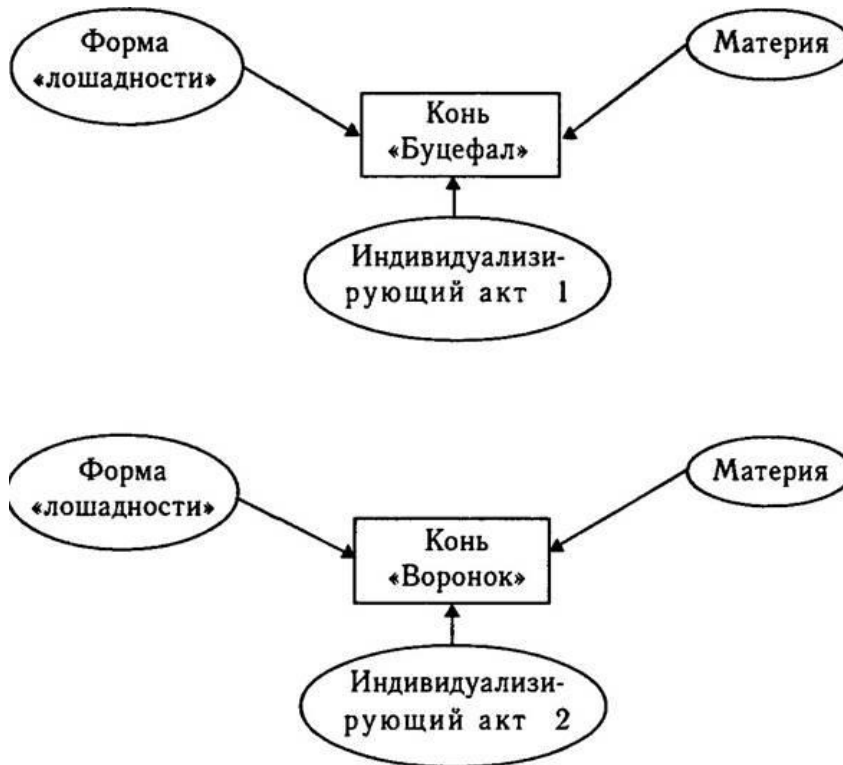 Форма
«лошадности»
Материя
Конь
«Буцефал»
Индивидуализи-
рующий акт 1
Форма
«лошадности»
Материя
Конь
«Воронок»
Индивидуализи-
рующий акт 2